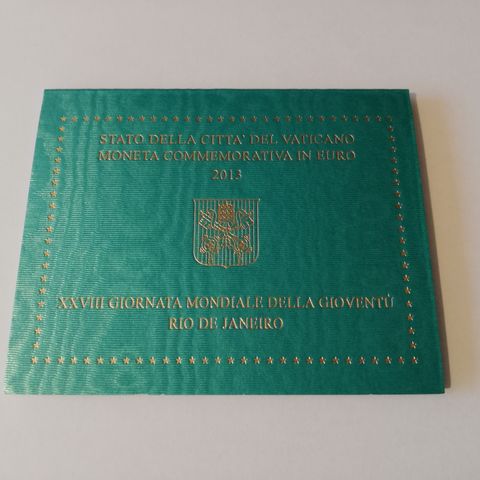 STATO DELLA CITTA' DEL VATICANO
MONETA COMMEMORATIVA IN EURO
2013
XXVIII GIORNATA MONDIALE DELLA GIOVENTÙ
RIO DE JANEIRO